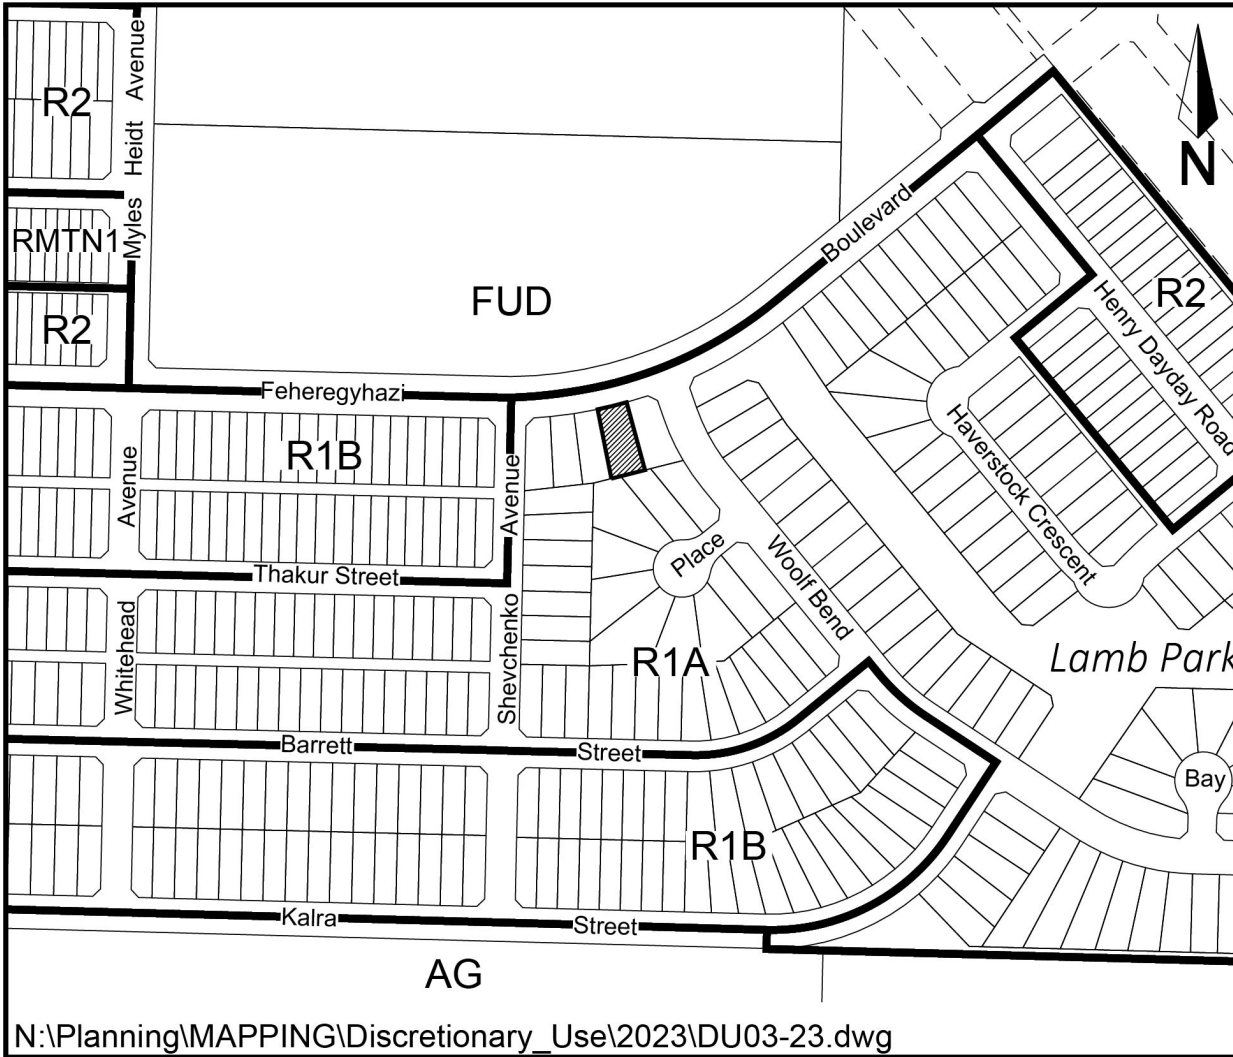 Myles Heidt Avenue
R2
N
RMTN1
R2
FUD
Boulevard
Henry Dayday Road
R2
Feheregyhazi
R1B
Avenue
Avenue
Haverstock Crescent
Place
Woolf Bend
Thakur Street
Whitehead
Shevchenko
R1A
Lamb Park
Barrett
Street
Bay
R1B
Kalra
Street
AG
N:\Planning\MAPPING\Discretionary_Use\2023\DU03-23.dwg